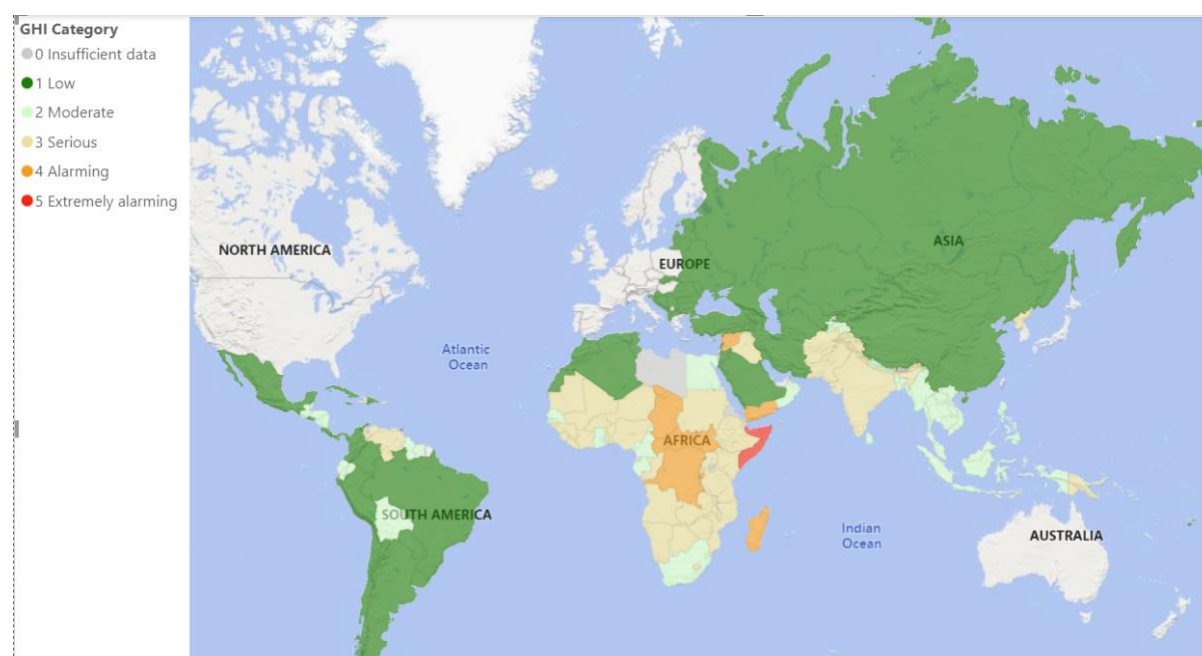 GHI Category
0 Insufficient data
1 Low
2 Moderate
3 Serious
4 Alarming
5 Extremely alarming
NORTH AMERICA
EUROPE
ASIA
Atlantic
Ocean
AFRICA
SOUTH AMERICA
Indian
Ocean
AUSTRALIA